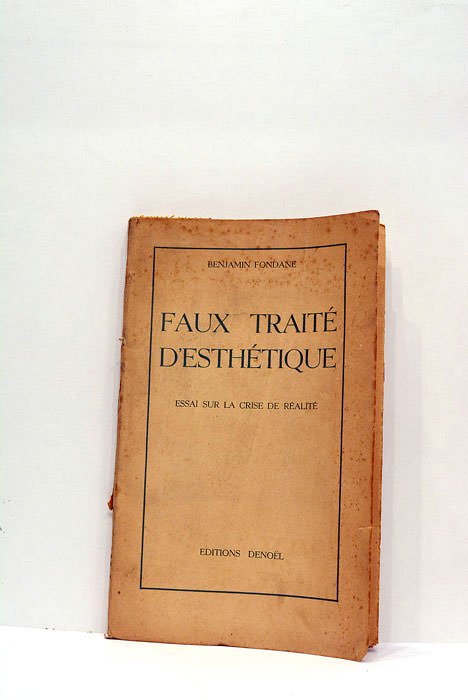 BENJAMIN FONDANE
FAUX TRAITÉ
D'ESTHÉTIQUE
ESSAI SUR LA CRISE DE RÉALITÉ
EDITIONS DENOËL